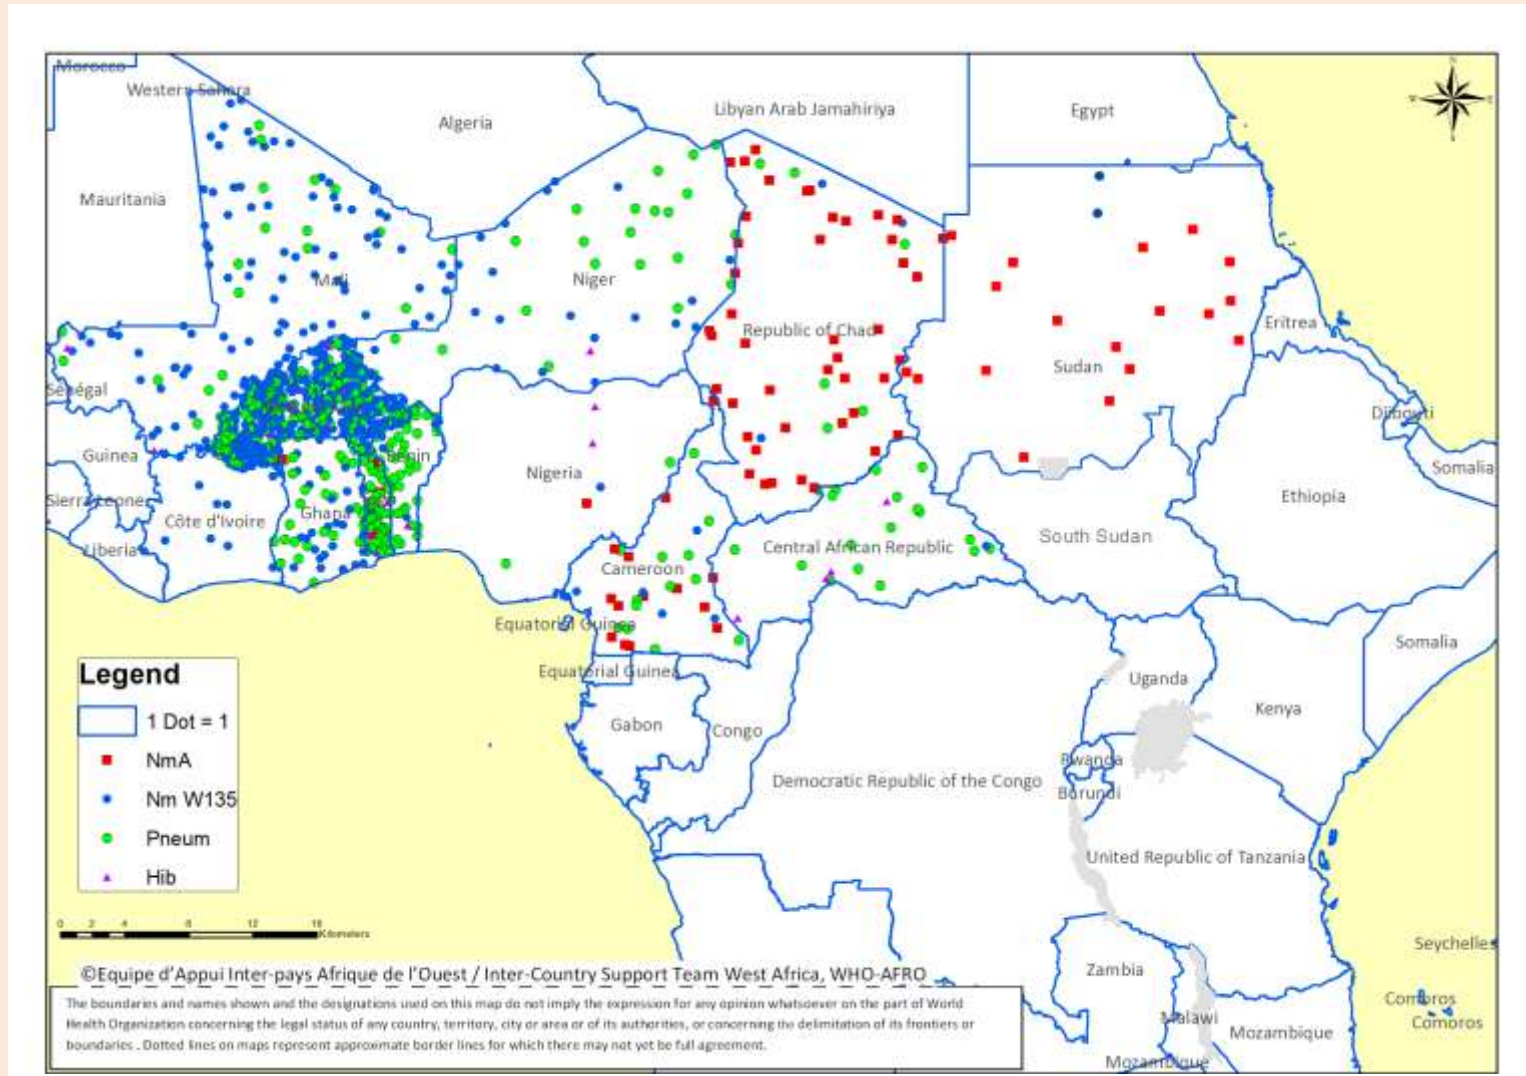 Morocco
Western Sahara
Algeria
Libyan Arab Jamahiriya
Egypt
N
W
E
S
Mauritania
Mali
Niger
Republic of Chad
Sudan
Eritrea
Sénégal
Djibouti
Guinea
Benin
Nigeria
Somalia
Sierra Leone
Ethiopia
Côte d'Ivoire
Ghana
South Sudan
Liberia
Central African Republic
Cameroon
Equatorial Guinea
Somalia
Equatorial Guinea
Uganda
Legend
Gabon
Congo
Kenya
1 Dot = 1
NmA
Rwanda
Democratic Republic of the Congo
Burundi
Nm W135
Pneum
United Republic of Tanzania
Hib
Kilometers
Seychelles
Zambia
©Equipe d'Appui Inter-pays Afrique de l'Ouest / Inter-Country Support Team West Africa, WHO-AFRO
The boundaries and names shown and the designations used on this map do not imply the expression for any opinion whatsoever on the part of World
Health Organization concerning the legal status of any country, territory, city or area or of its authorities, or concerning the delimitation of its frontiers or
boundaries . Dotted lines on maps represent approximate border lines for which there may not yet be full agreement.
Comoros
Comoros
Malawi
Mozambique
Mozambique